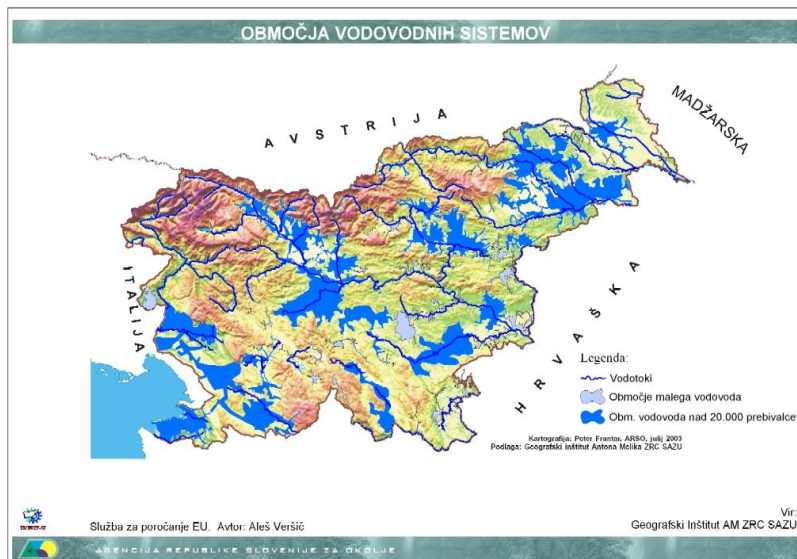 OBMOČJA VODOVODNIH SISTEMOV
AVSTRIJA
MADŽARSKA
ITALIJA
HRVAŠKA
Legenda:
Vodotoki
Območje malega vodovoda
Obm. vodovoda nad 20.000 prebivalcev
Kartografija: Peter Frantar, ARSO, julij 2003
Podlaga: Geografski inštitut Antona Melika ZRC SAZU
Služba za poročanje EU. Avtor: Aleš Veršič
Vir:
Geografski Inštitut AM ZRC SAZU
AGENCIJA REPUBLIKE SLOVENIJE ZA OKOLJE